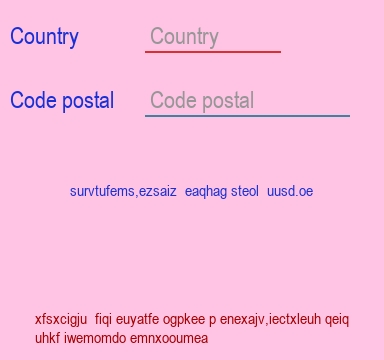 Country Country
Code postal Code postal
survtufems,ezsaiz  eaqhag steol  uusd.oe
xfsxcigju  fiqi euyatfe ogpkee p enexajv,iectxleuh qeiq
uhkf iwemomdo emnxooumea